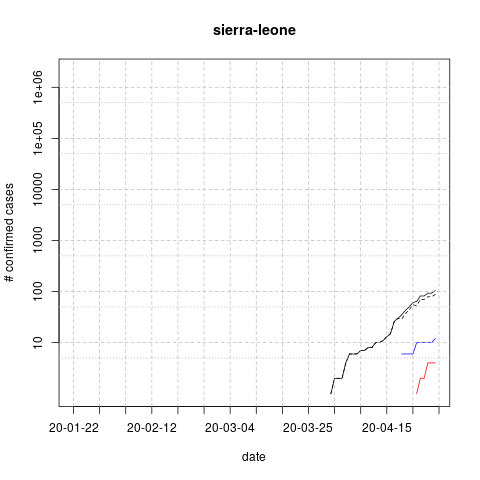 sierra-leone
1e+06
1e+05
10000
1000
100
10
# confirmed cases
20-01-22
20-02-12
20-03-04
20-03-25
20-04-15
date